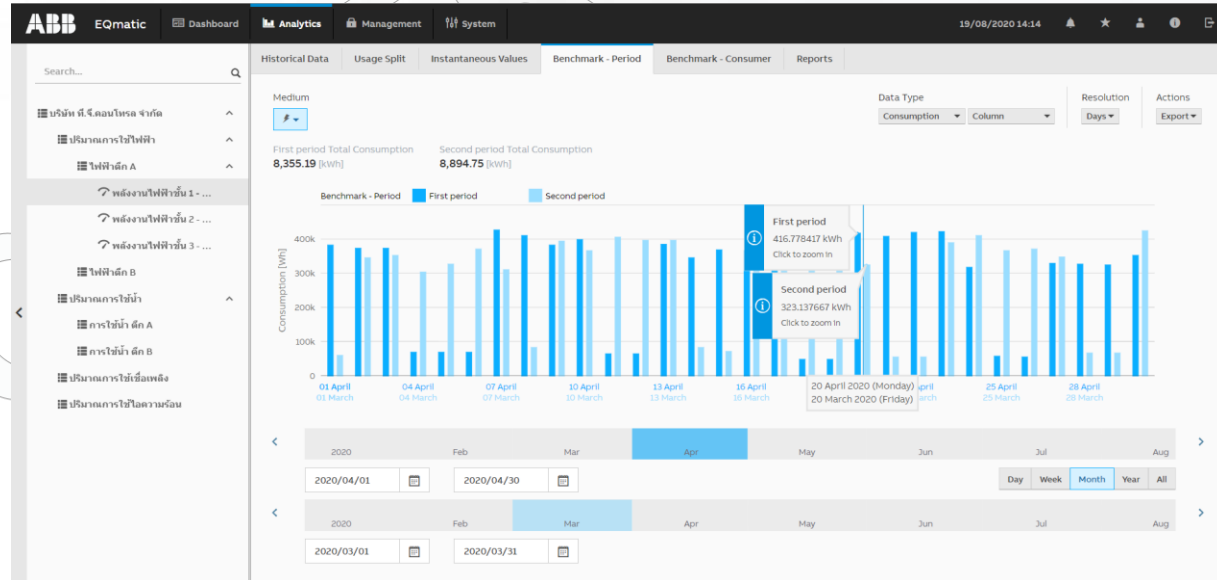 ABB EQmatic Dashboard Analytics Management System 19/08/2020 14:14
Historical Data Usage Split Instantaneous Values Benchmark - Period Benchmark - Consumer Reports
Search...
บริษัท ที.จี.คอนโทรล จำกัด
ปริมาณการใช้ไฟฟ้า
ไฟฟ้าตึก A
พลังงานไฟฟ้าชั้น 1 - ...
พลังงานไฟฟ้าชั้น 2 - ...
พลังงานไฟฟ้าชั้น 3 - ...
ไฟฟ้าตึก B
ปริมาณการใช้น้ำ
การใช้น้ำ ตึก A
การใช้น้ำ ตึก B
ปริมาณการใช้เชื่อเพลิง
ปริมาณการใช้ไอความร้อน
Medium Data Type Resolution Actions
Consumption Column Days Export
First period Total Consumption Second period Total Consumption
8,355.19 [kWh] 8,894.75 [kWh]
Benchmark - Period First period Second period
Consumption [Wh]
400k
300k
200k
100k
0
First period
416.778417 kWh
Click to zoom in
Second period
323.137667 kWh
Click to zoom in
01 April 04 April 07 April 10 April 13 April 16 April 25 April 28 April
01 March 04 March 07 March 10 March 13 March 16 March 25 March 28 March
20 April 2020 (Monday)
20 March 2020 (Friday)
2020 Feb Mar Apr May Jun Jul Aug
2020/04/01 2020/04/30 Day Week Month Year All
2020 Feb Mar Apr May Jun Jul Aug
2020/03/01 2020/03/31